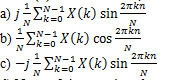 a) j 1/N ∑_{k=0}^{N-1} X(k) sin 2πkn/N
b) 1/N ∑_{k=0}^{N-1} X(k) cos 2πkn/N
c) −j 1/N ∑_{k=0}^{N-1} X(k) sin 2πkn/N